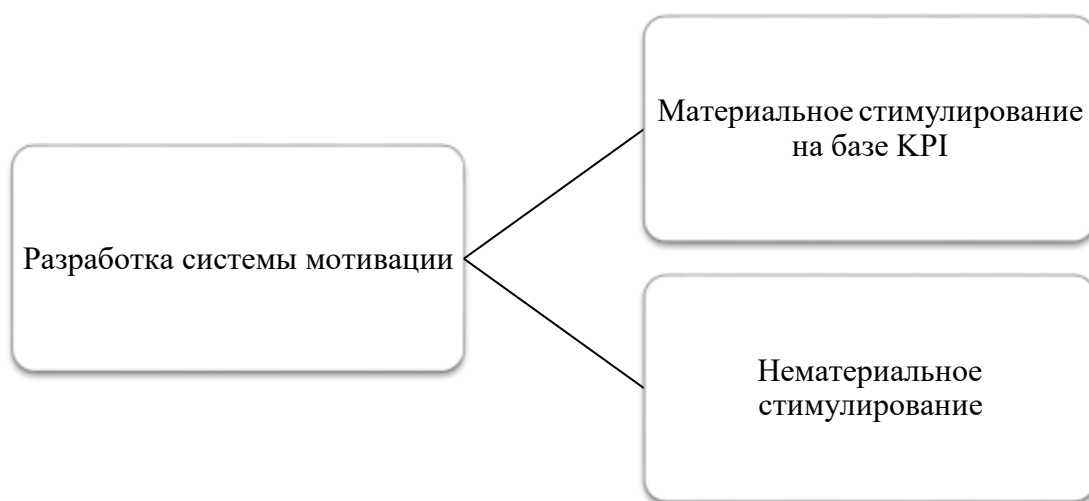 Материальное стимулирование
на базе KPI
Разработка системы мотивации
Нематериальное
стимулирование